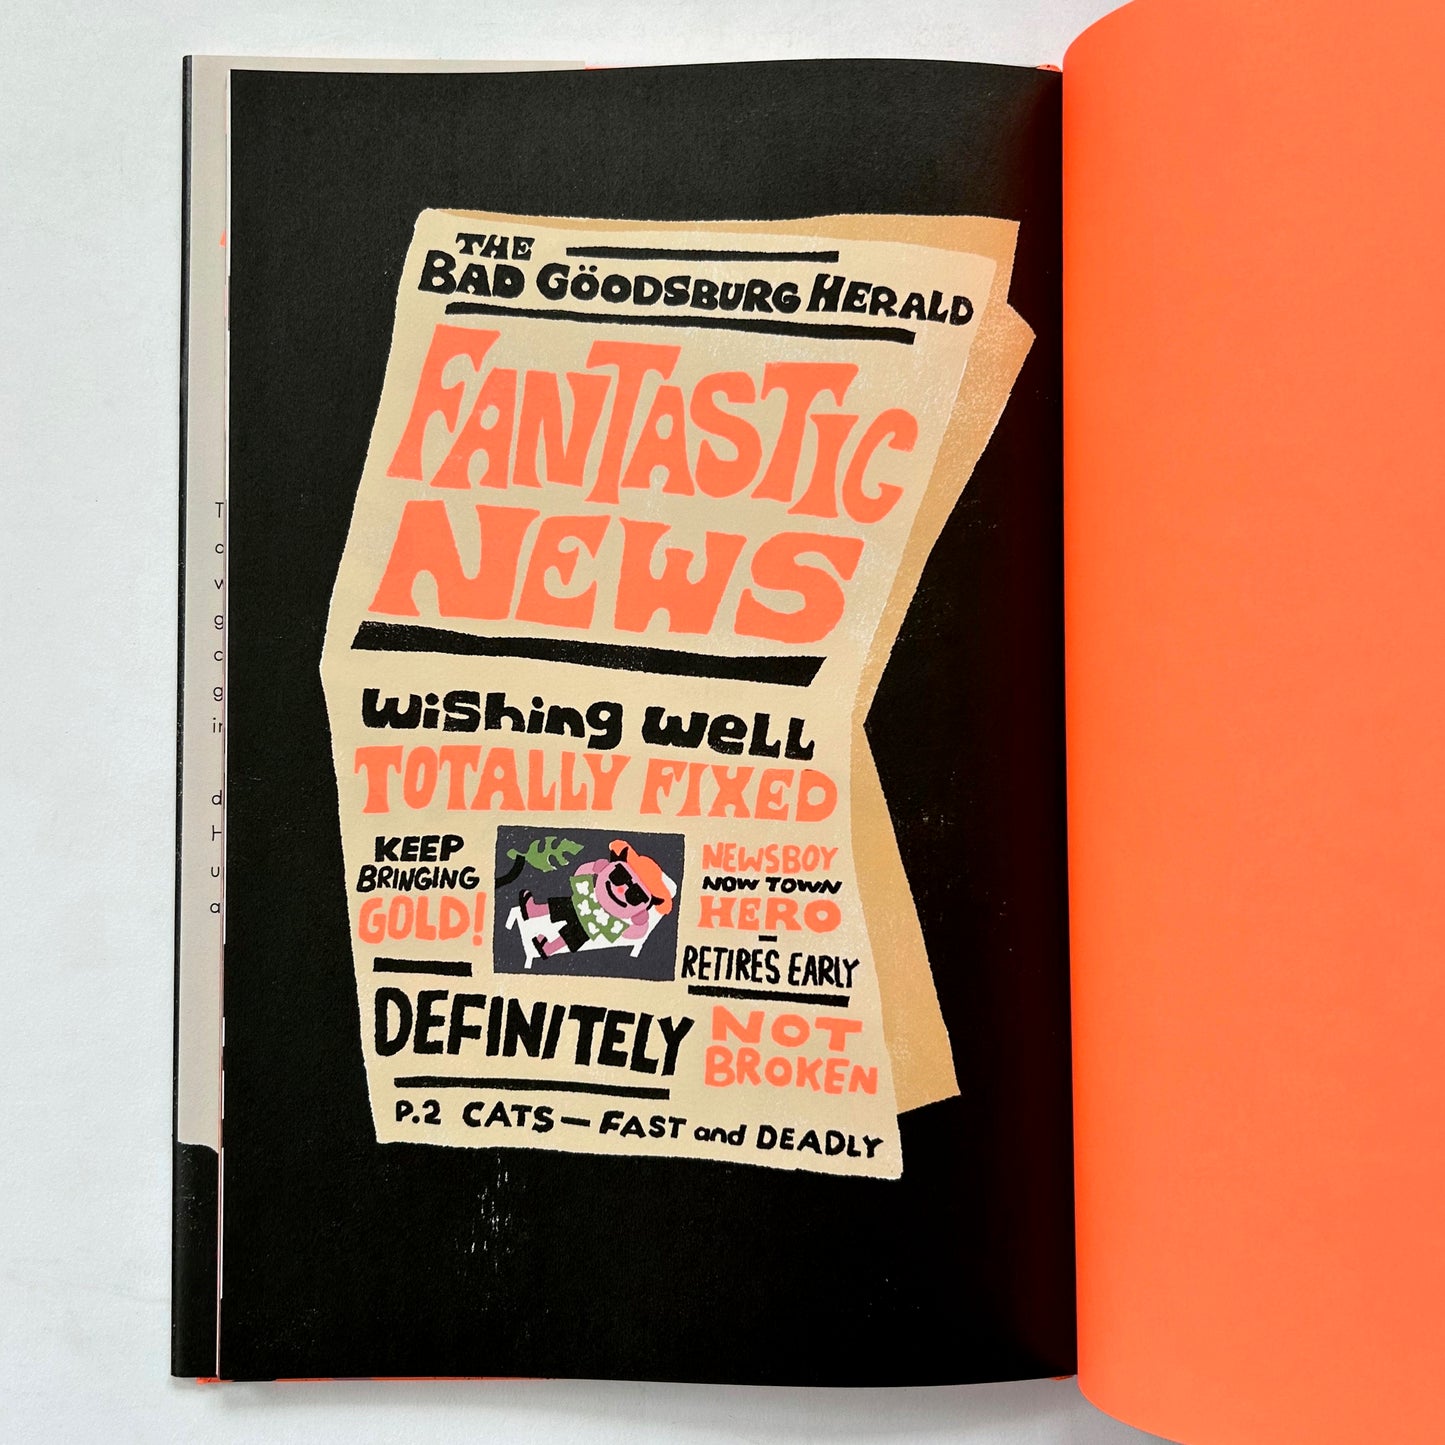 THE
BAD GÖODSBURG HERALD
FANTASTIC
NEWS
wishing well
TOTALLY FIXED
KEEP
BRINGING
GOLD!
NEWSBOY
NOW TOWN
HERO
–
RETIRES EARLY
DEFINITELY
NOT
BROKEN
P.2 CATS — FAST and DEADLY